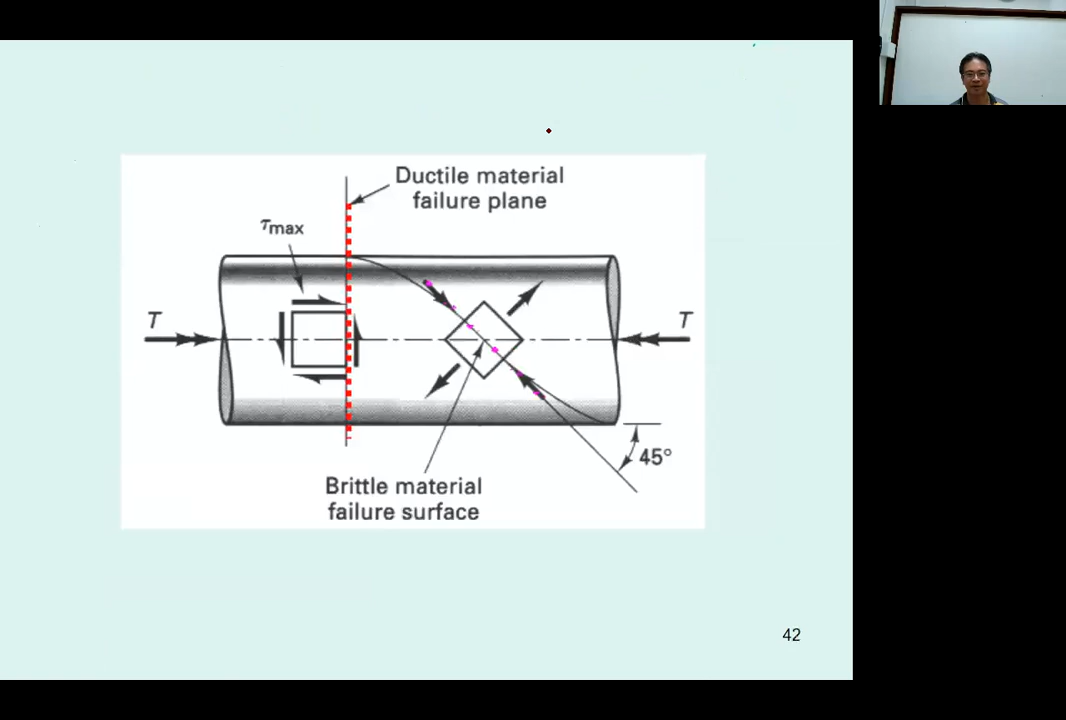 Ductile material
failure plane
τmax
T
T
45°
Brittle material
failure surface
42